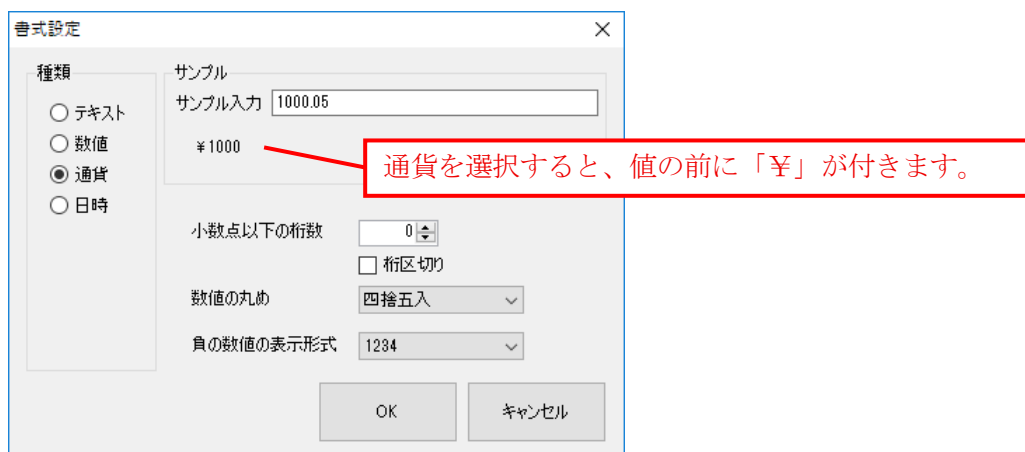 書式設定
種類
テキスト
数値
通貨
日時
サンプル
サンプル入力 1000.05
¥1000
通貨を選択すると、値の前に「¥」が付きます。
小数点以下の桁数 0
桁区切り
数値の丸め 四捨五入
負の数値の表示形式 1234
OK キャンセル